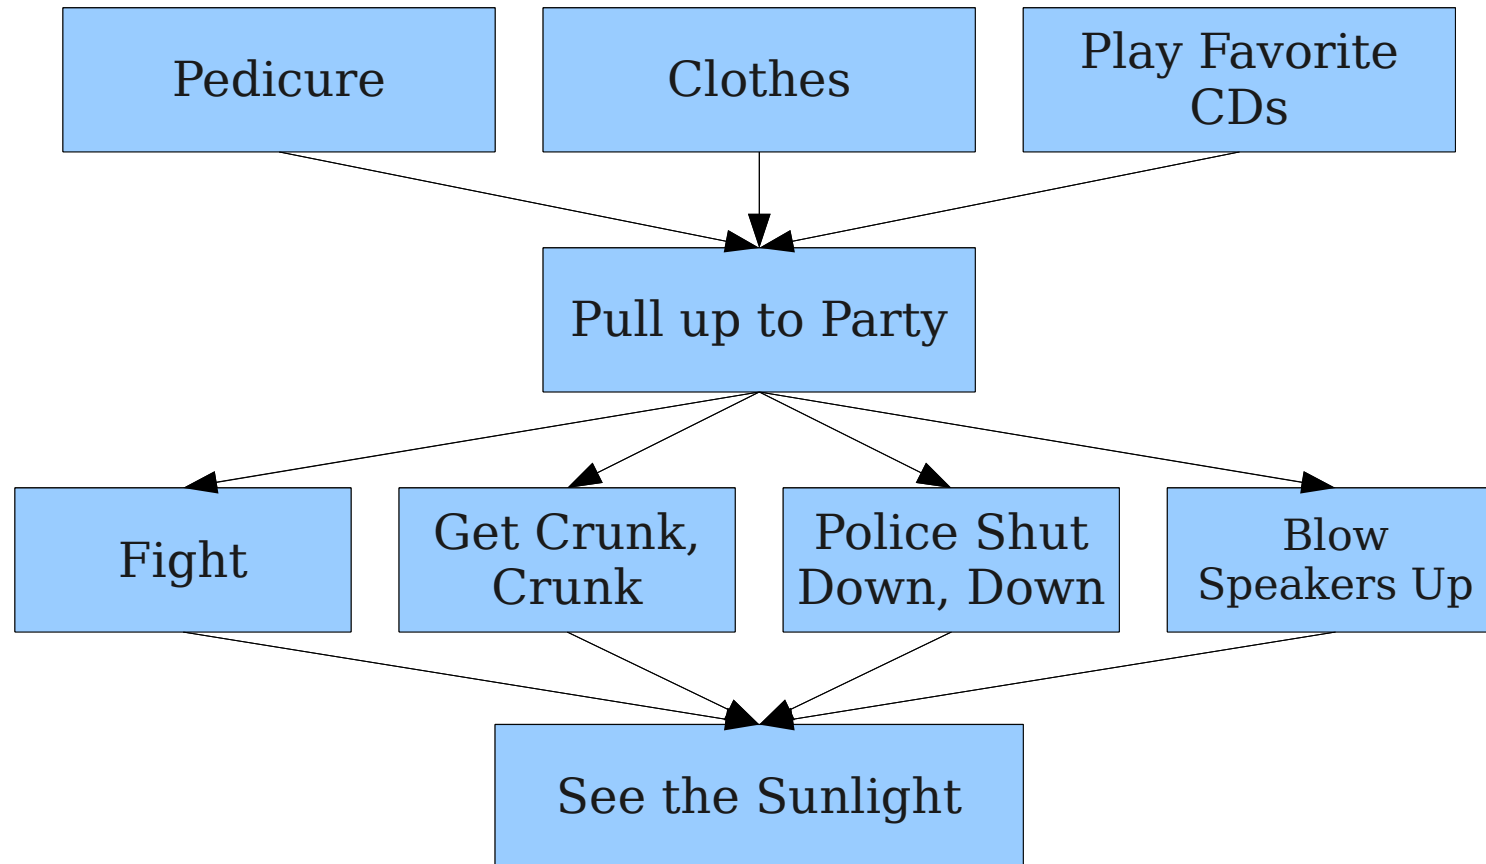 Pedicure
Clothes
Play Favorite
CDs
Pull up to Party
Fight
Get Crunk,
Crunk
Police Shut
Down, Down
Blow
Speakers Up
See the Sunlight